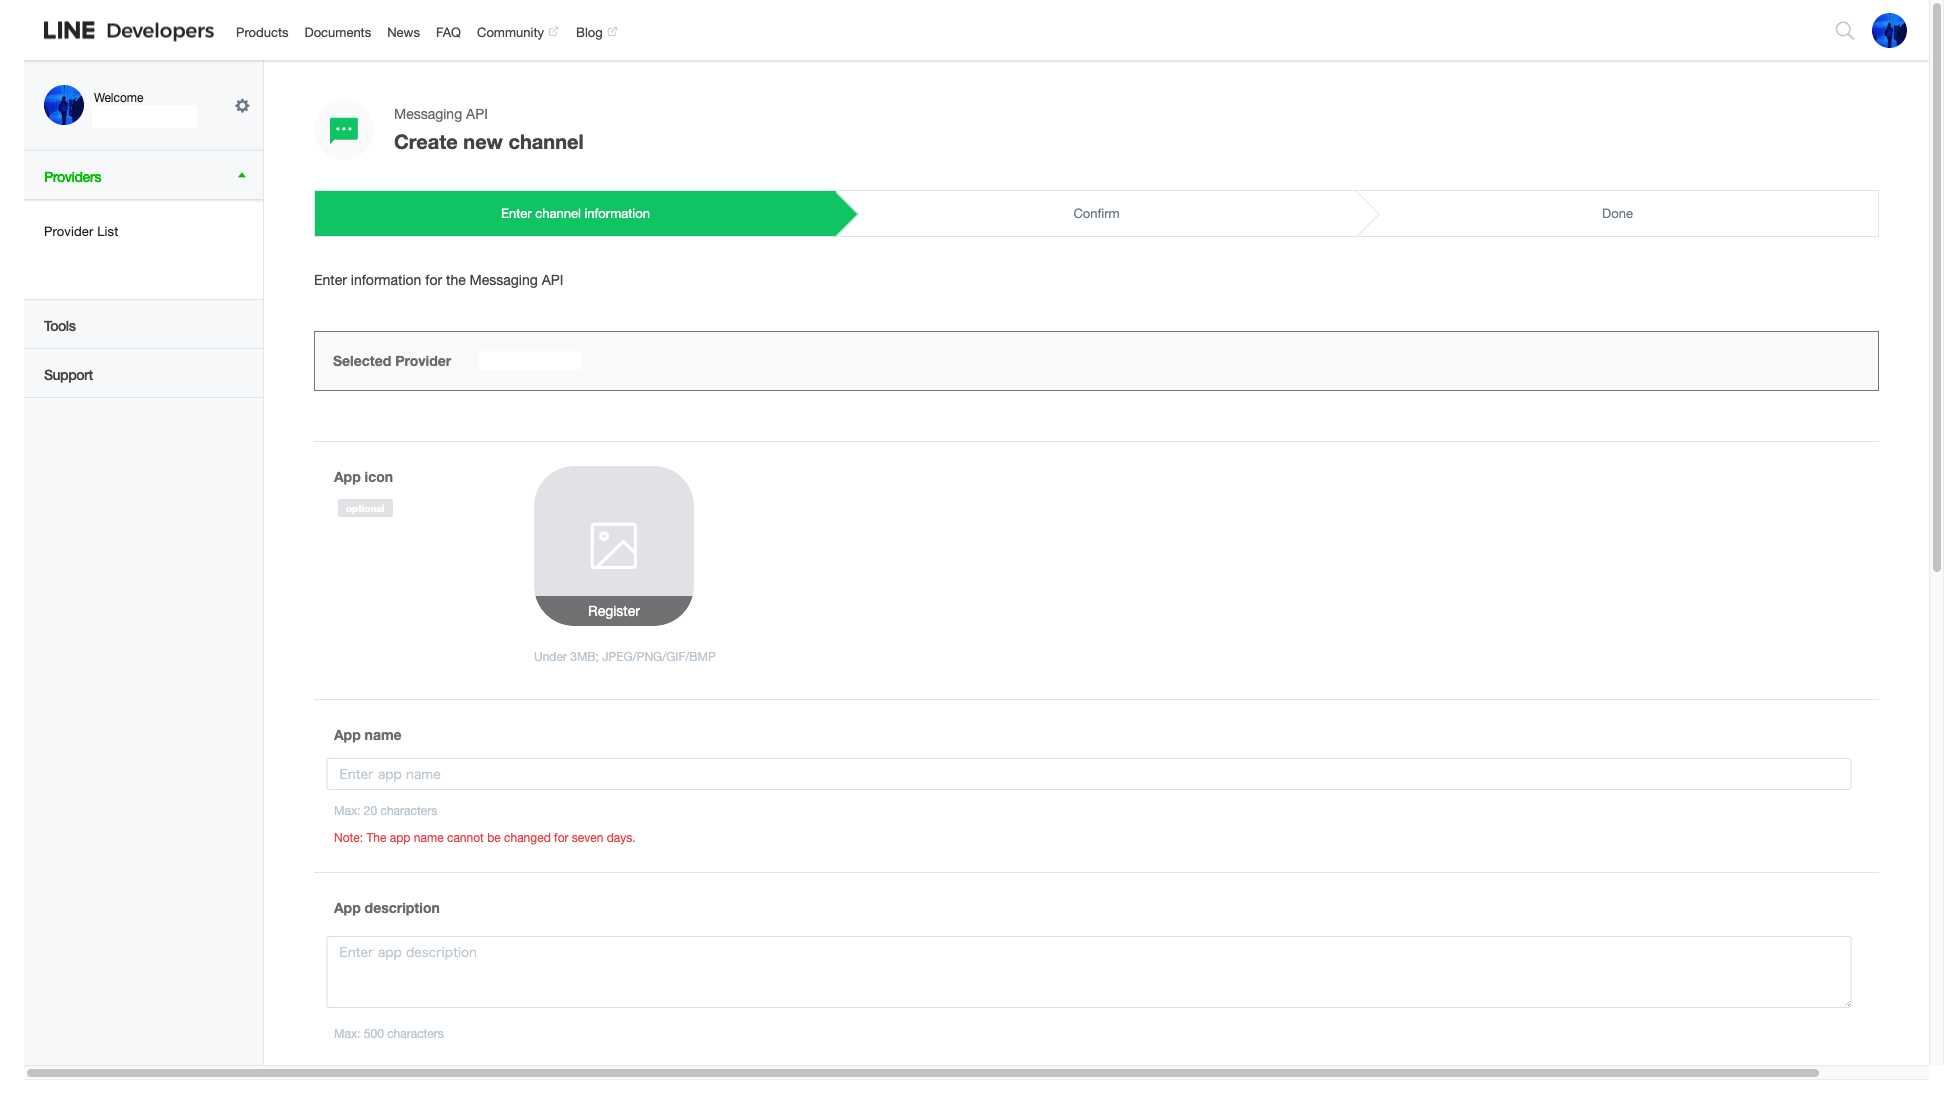 LINE Developers
Products Documents News FAQ Community Blog
Welcome
Providers
Provider List
Tools
Support
Messaging API
Create new channel
Enter channel information
Confirm
Done
Enter information for the Messaging API
Selected Provider
App icon
optional
Register
Under 3MB; JPEG/PNG/GIF/BMP
App name
Enter app name
Max: 20 characters
Note: The app name cannot be changed for seven days.
App description
Enter app description
Max: 500 characters